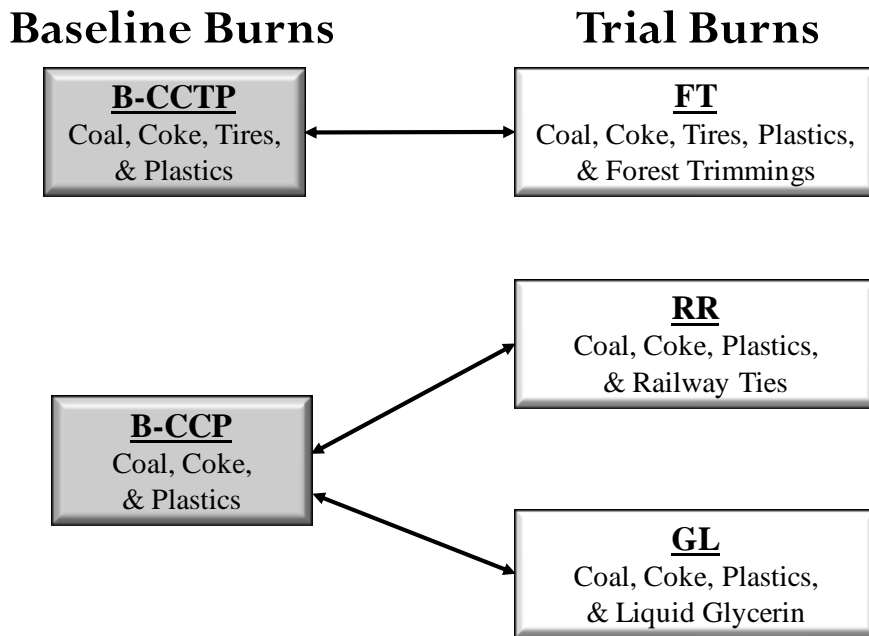 Baseline Burns
Trial Burns
B-CCTP
Coal, Coke, Tires,
& Plastics
FT
Coal, Coke, Tires, Plastics,
& Forest Trimmings
RR
Coal, Coke, Plastics,
& Railway Ties
B-CCP
Coal, Coke,
& Plastics
GL
Coal, Coke, Plastics,
& Liquid Glycerin